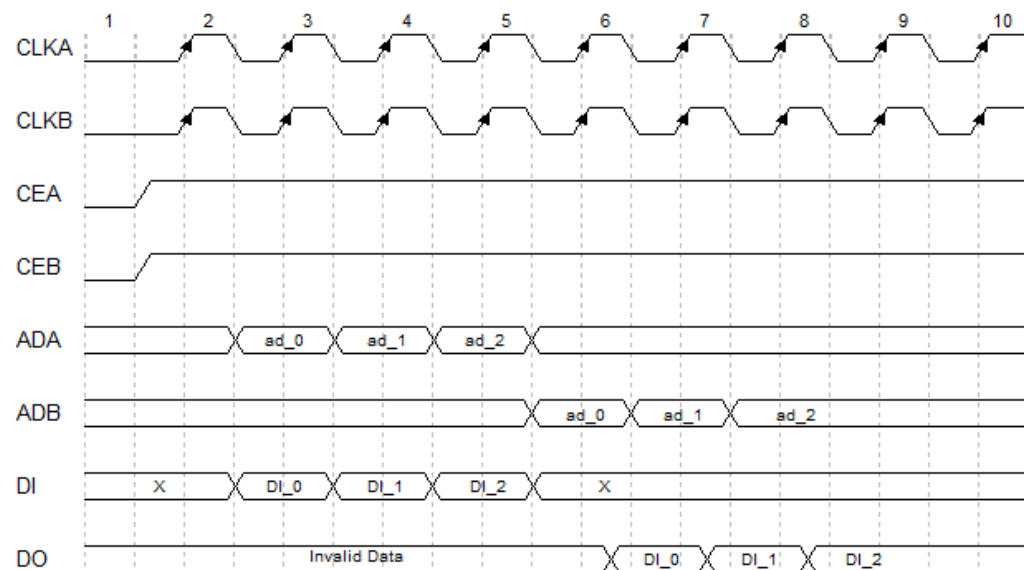 1 2 3 4 5 6 7 8 9 10
CLKA
CLKB
CEA
CEB
ADA ad_0 ad_1 ad_2
ADB ad_0 ad_1 ad_2
DI X DI_0 DI_1 DI_2 X
DO Invalid Data DI_0 DI_1 DI_2